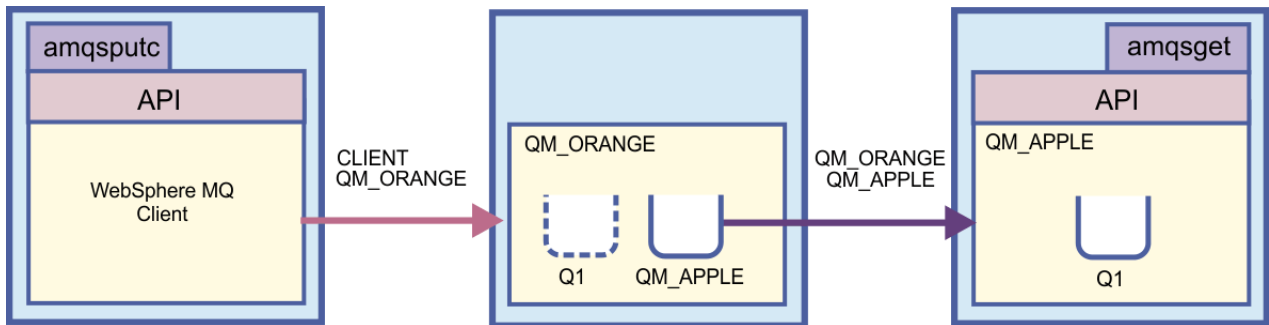 amqsputc
API
WebSphere MQ
Client
CLIENT
QM_ORANGE
QM_ORANGE
Q1
QM_APPLE
QM_ORANGE
QM_APPLE
amqsget
API
QM_APPLE
Q1